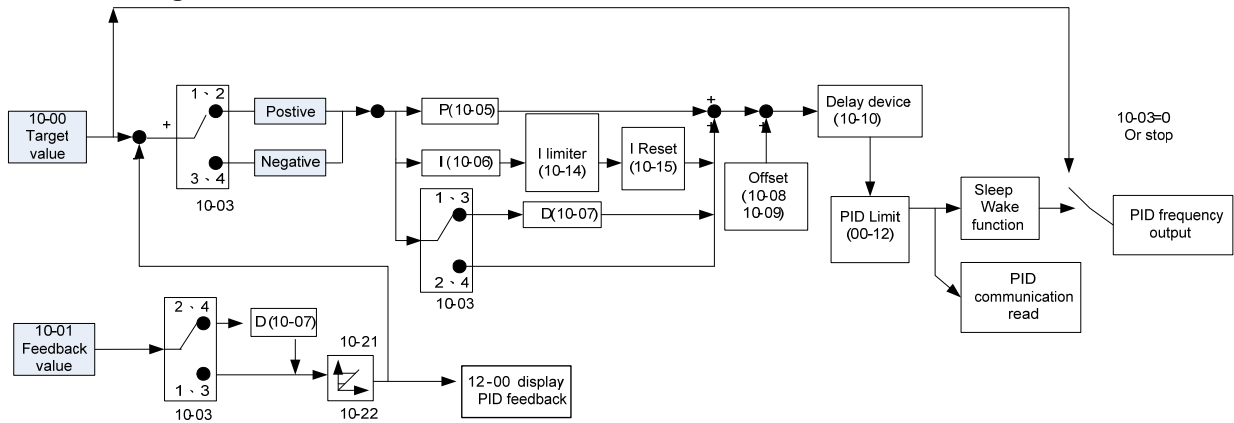 10-00
Target
value
+
-
1、2
3、4
10-03
Postive
Negative
P(10-05)
I(10-06)
I limiter
(10-14)
I Reset
(10-15)
1、3
2、4
10-03
D(10-07)
+
+
+
Offset
(10-08
10-09)
Delay device
(10-10)
PID Limit
(00-12)
Sleep
Wake
function
PID
communication
read
10-03=0
Or stop
PID frequency
output
10-01
Feedback
value
2、4
1、3
10-03
D(10-07)
10-21
10-22
12-00 display
PID feedback